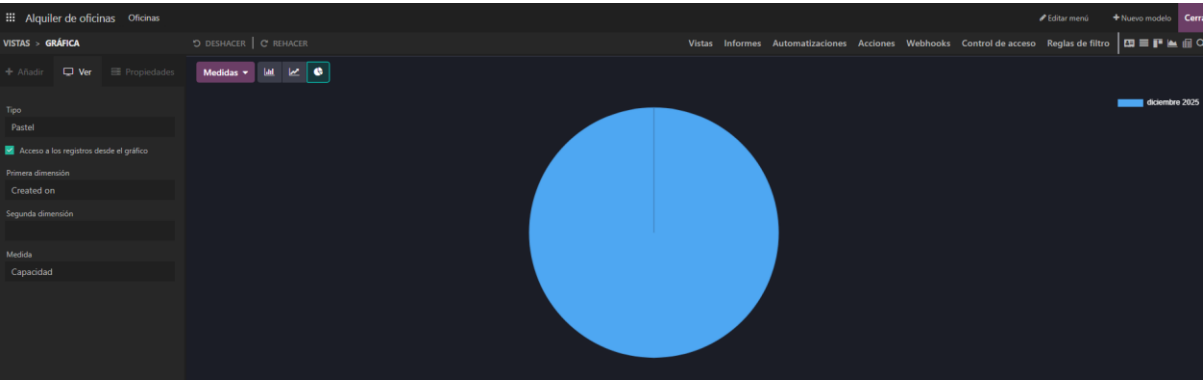 Alquiler de oficinas Oficinas Editar menú Nuevo modelo
VISTAS > GRÁFICA DESHACER REHACER Vistas Informes Automatizaciones Acciones Webhooks Control de acceso Reglas de filtro
Añadir Ver Propiedades Medidas
diciembre 2025
Tipo
Pastel
Acceso a los registros desde el gráfico
Primera dimensión
Created on
Segunda dimensión
Medida
Capacidad